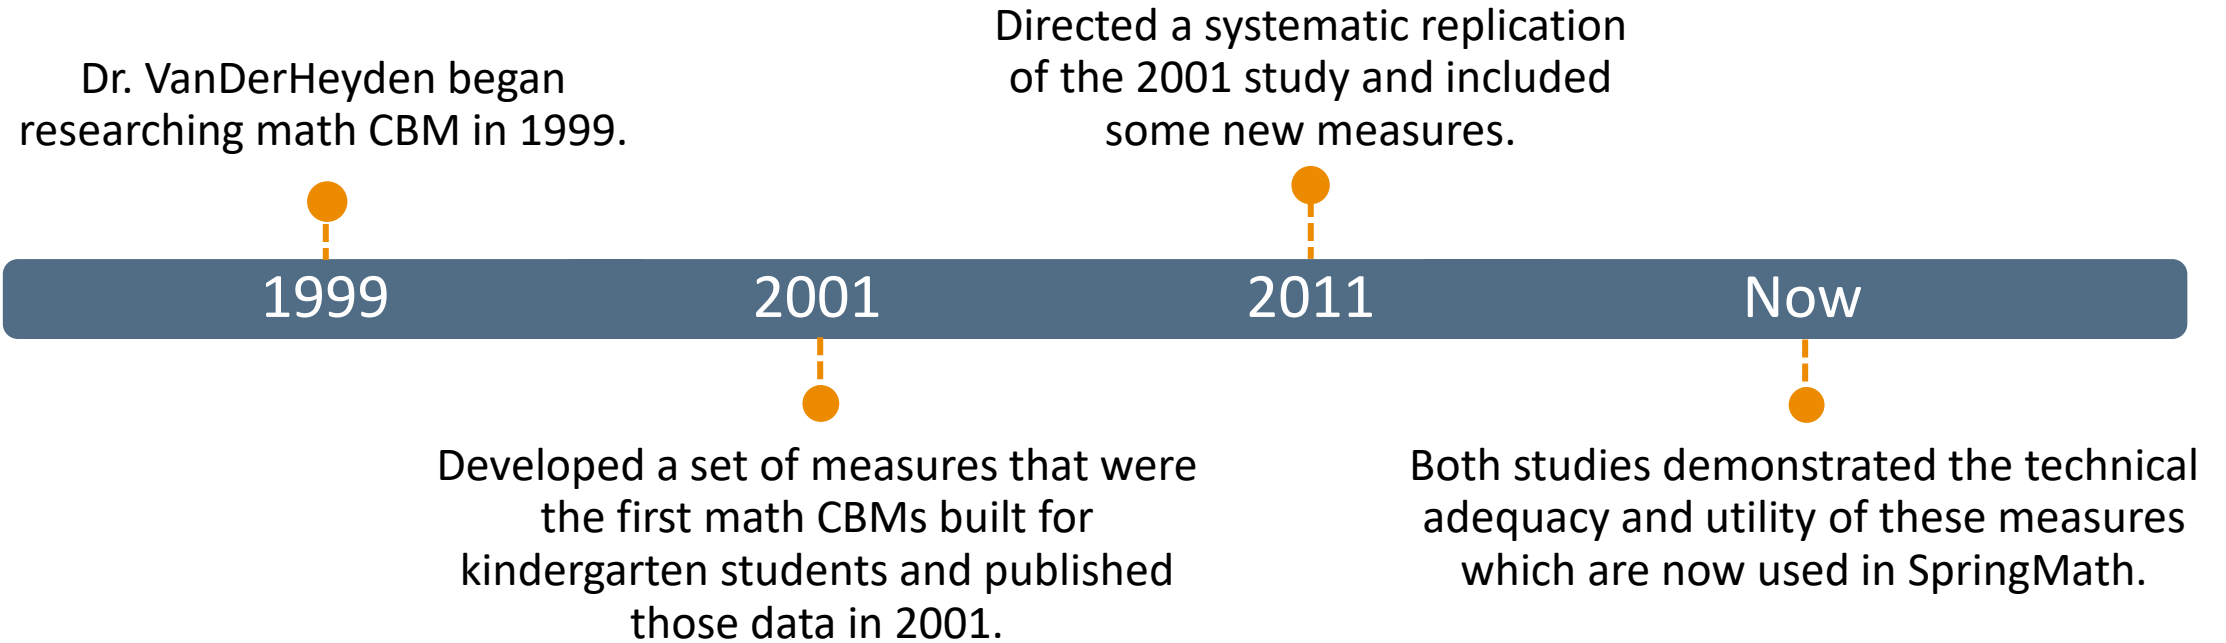 Dr. VanDerHeyden began
researching math CBM in 1999.
Directed a systematic replication
of the 2001 study and included
some new measures.
1999
2001
2011
Now
Developed a set of measures that were
the first math CBMs built for
kindergarten students and published
those data in 2001.
Both studies demonstrated the technical
adequacy and utility of these measures
which are now used in SpringMath.